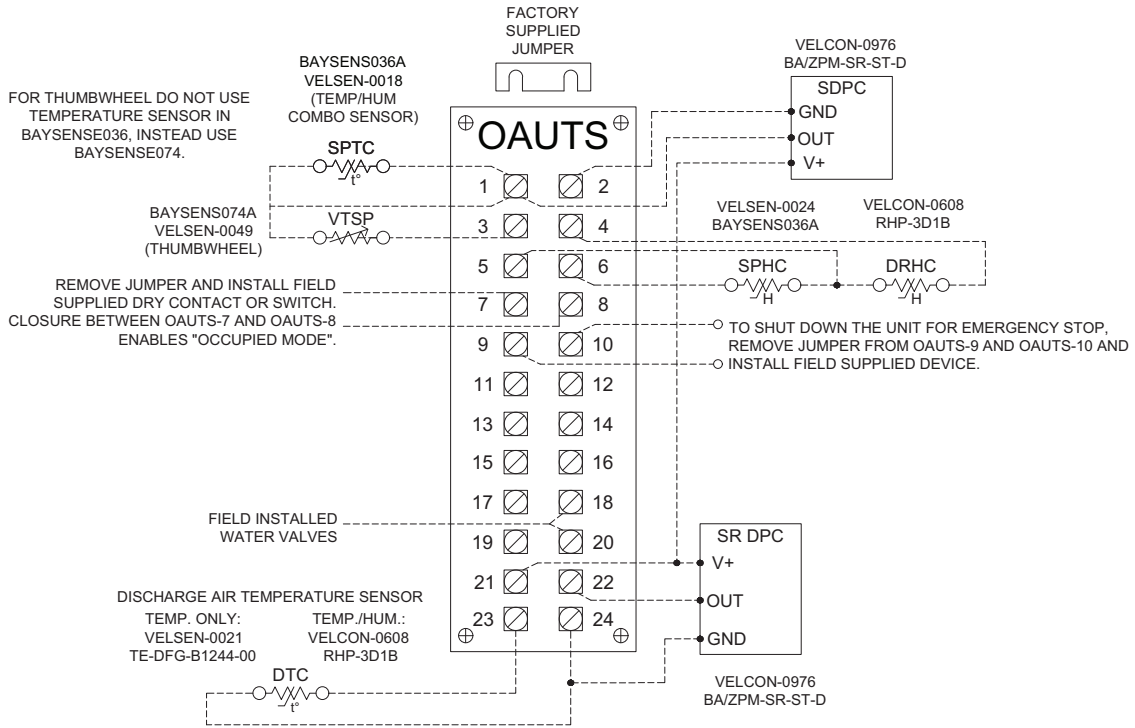 FACTORY
SUPPLIED
JUMPER
BAYSENS036A
VELSEN-0018
(TEMP/HUM
COMBO SENSOR)
VELCON-0976
BA/ZPM-SR-ST-D
SDPC
GND
OUT
V+
FOR THUMBWHEEL DO NOT USE
TEMPERATURE SENSOR IN
BAYSENSE036, INSTEAD USE
BAYSENSE074.
SPTC
t°
OAUTS
1 2
3 4
5 6
7 8
9 10
11 12
13 14
15 16
17 18
19 20
21 22
23 24
BAYSENS074A
VELSEN-0049
(THUMBWHEEL)
VTSP
VELSEN-0024
BAYSENS036A
VELCON-0608
RHP-3D1B
SPHC
H
DRHC
H
REMOVE JUMPER AND INSTALL FIELD
SUPPLIED DRY CONTACT OR SWITCH.
CLOSURE BETWEEN OAUTS-7 AND OAUTS-8
ENABLES "OCCUPIED MODE".
TO SHUT DOWN THE UNIT FOR EMERGENCY STOP,
REMOVE JUMPER FROM OAUTS-9 AND OAUTS-10 AND
INSTALL FIELD SUPPLIED DEVICE.
FIELD INSTALLED
WATER VALVES
SR DPC
V+
OUT
GND
VELCON-0976
BA/ZPM-SR-ST-D
DISCHARGE AIR TEMPERATURE SENSOR
TEMP. ONLY:
VELSEN-0021
TE-DFG-B1244-00
TEMP./HUM.:
VELCON-0608
RHP-3D1B
DTC
t°